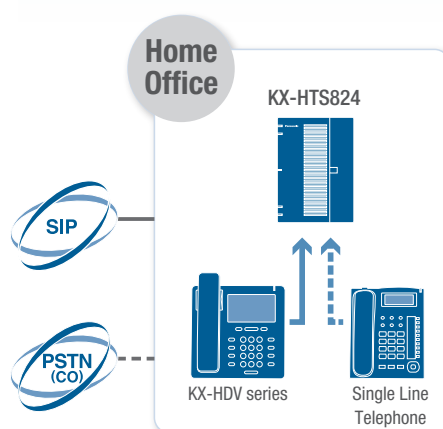 Home
Office
KX-HTS824
SIP
PSTN
(CO)
KX-HDV series
Single Line
Telephone